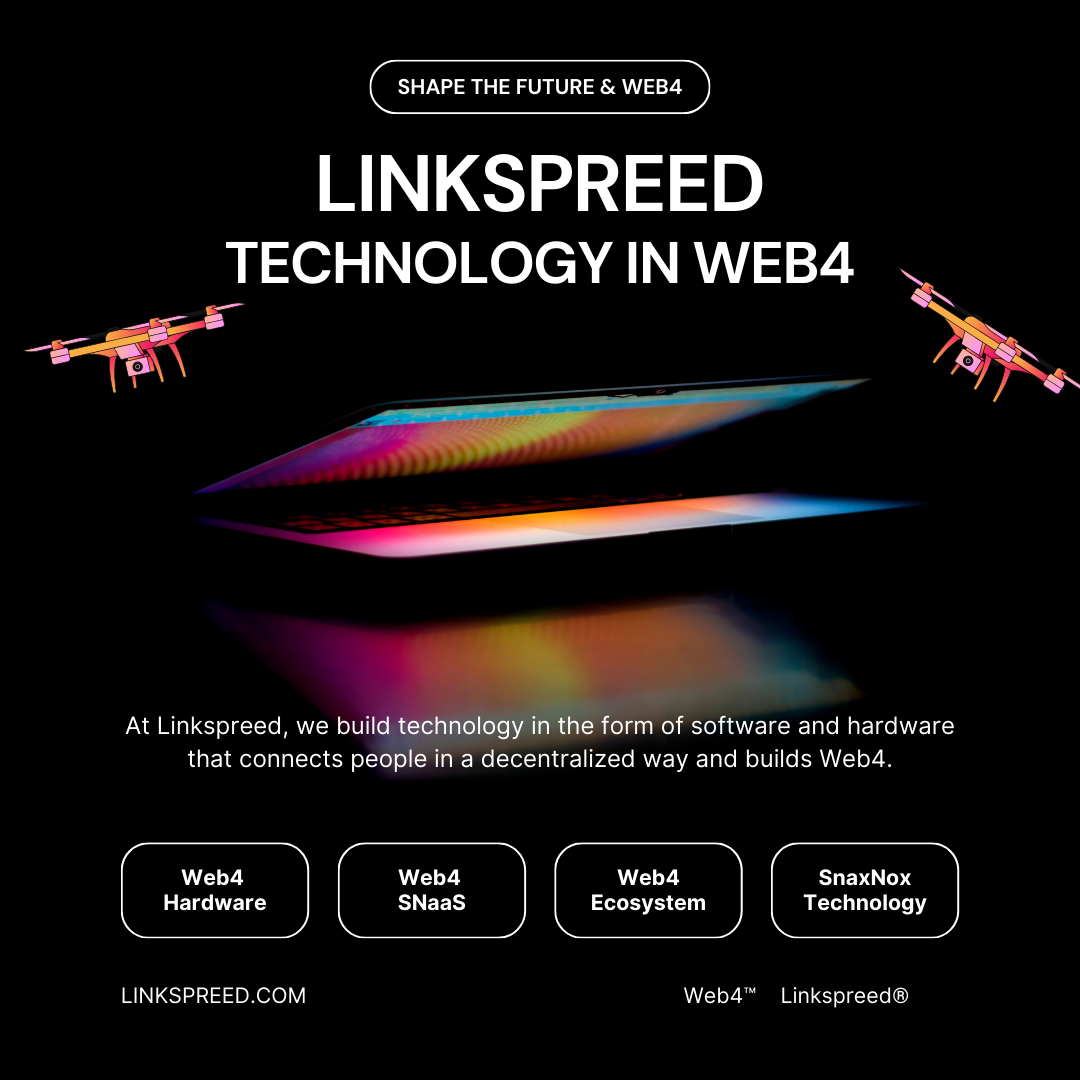 SHAPE THE FUTURE & WEB4
LINKSPREED
TECHNOLOGY IN WEB4
At Linkspreed, we build technology in the form of software and hardware
that connects people in a decentralized way and builds Web4.
Web4
Hardware
Web4
SNaaS
Web4
Ecosystem
SnaxNox
Technology
LINKSPREED.COM
Web4™ Linkspreed®